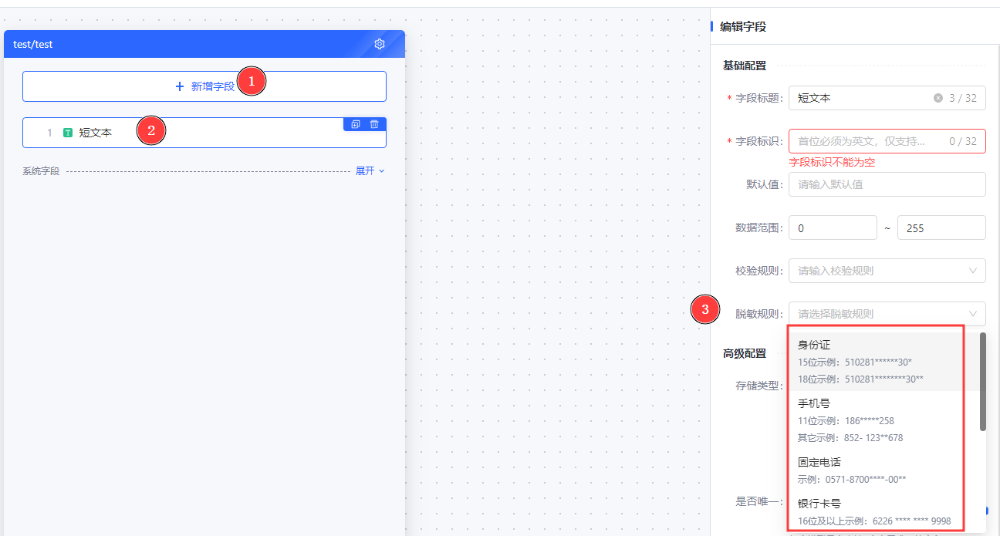 test/test
+ 新增字段 1
1 T 短文本 2
系统字段 展开
编辑字段
基础配置
* 字段标题: 短文本 3 / 32
* 字段标识: 首位必须为英文，仅支持... 0 / 32
字段标识不能为空
默认值: 请输入默认值
数据范围: 0 ~ 255
校验规则: 请输入校验规则
3 脱敏规则: 请选择脱敏规则
高级配置
存储类型:
是否唯一:
身份证
15位示例：510281******30*
18位示例：510281********30**
手机号
11位示例：186*****258
其它示例：852- 123**678
固定电话
示例：0571-8700****-00**
银行卡号
16位及以上示例：6226 **** **** 9998